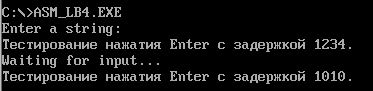 C:\>ASM_LB4.EXE
Enter a string:
Тестирование нажатия Enter с задержкой 1234.
Waiting for input...
Тестирование нажатия Enter с задержкой 1010.